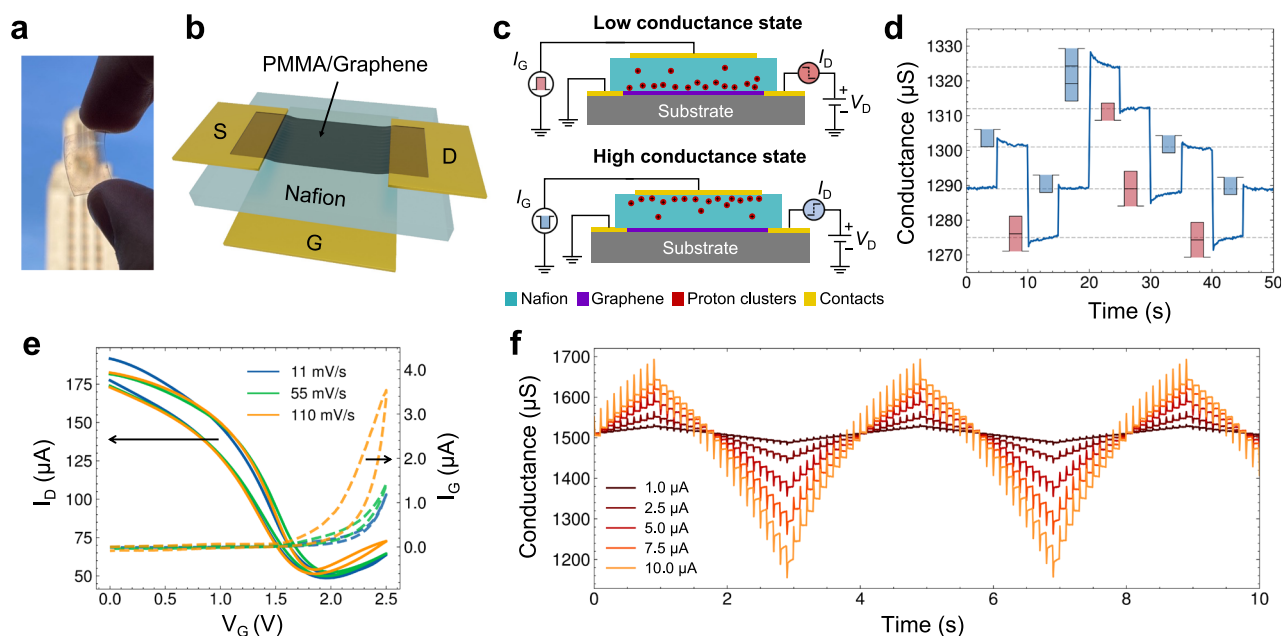 a
b
PMMA/Graphene
S
D
Nafion
G
c
Low conductance state
I_G
I_D
V_D
+
−
Substrate
High conductance state
I_G
I_D
V_D
+
−
Substrate
Nafion Graphene Proton clusters Contacts
d
Conductance (µS)
1330
1320
1310
1300
1290
1280
1270
0 10 20 30 40 50
Time (s)
e
I_D (µA)
175
150
125
100
75
50
11 mV/s
55 mV/s
110 mV/s
4.0
3.0
2.0
1.0
0.0
I_G (µA)
0.0 0.5 1.0 1.5 2.0 2.5
V_G (V)
f
Conductance (µS)
1700
1600
1500
1400
1300
1200
1.0 µA
2.5 µA
5.0 µA
7.5 µA
10.0 µA
0 2 4 6 8 10
Time (s)